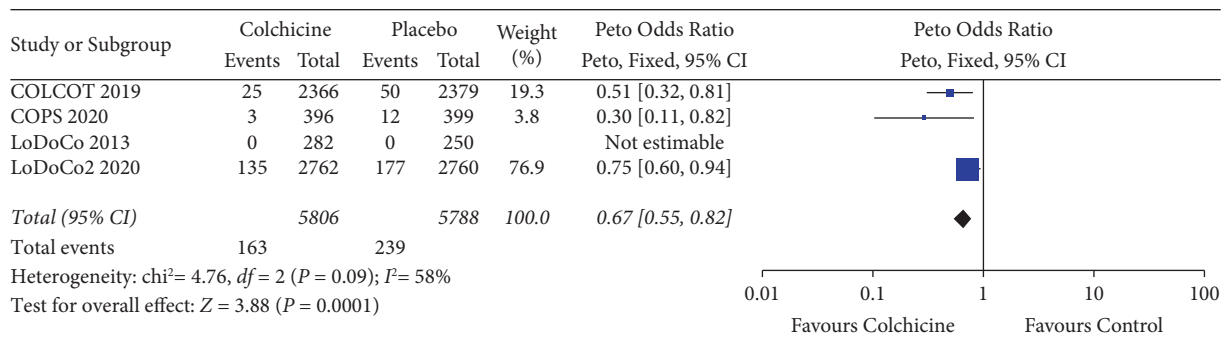 Study or Subgroup Colchicine Placebo Weight (%) Peto Odds Ratio Peto Odds Ratio
Events Total Events Total Peto, Fixed, 95% CI Peto, Fixed, 95% CI
COLCOT 2019 25 2366 50 2379 19.3 0.51 [0.32, 0.81]
COPS 2020 3 396 12 399 3.8 0.30 [0.11, 0.82]
LoDoCo 2013 0 282 0 250 Not estimable
LoDoCo2 2020 135 2762 177 2760 76.9 0.75 [0.60, 0.94]
Total (95% CI) 5806 5788 100.0 0.67 [0.55, 0.82]
Total events 163 239
Heterogeneity: chi²= 4.76, df = 2 (P = 0.09); I²= 58%
Test for overall effect: Z = 3.88 (P = 0.0001)
0.01 0.1 1 10 100
Favours Colchicine Favours Control